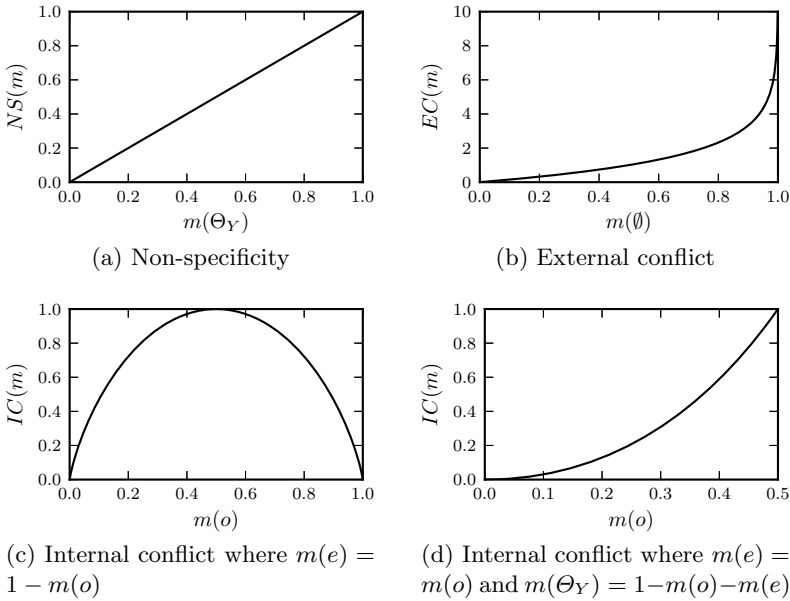 1.0
0.8
0.6
0.4
0.2
0.0
NS(m)
0.0 0.2 0.4 0.6 0.8 1.0
m(Θ_Y)
(a) Non-specificity
10
8
6
4
2
0
EC(m)
0.0 0.2 0.4 0.6 0.8 1.0
m(∅)
(b) External conflict
1.0
0.8
0.6
0.4
0.2
0.0
IC(m)
0.0 0.2 0.4 0.6 0.8 1.0
m(o)
(c) Internal conflict where m(e) =
1 − m(o)
1.0
0.8
0.6
0.4
0.2
0.0
IC(m)
0.0 0.1 0.2 0.3 0.4 0.5
m(o)
(d) Internal conflict where m(e) =
m(o) and m(Θ_Y) = 1−m(o)−m(e)